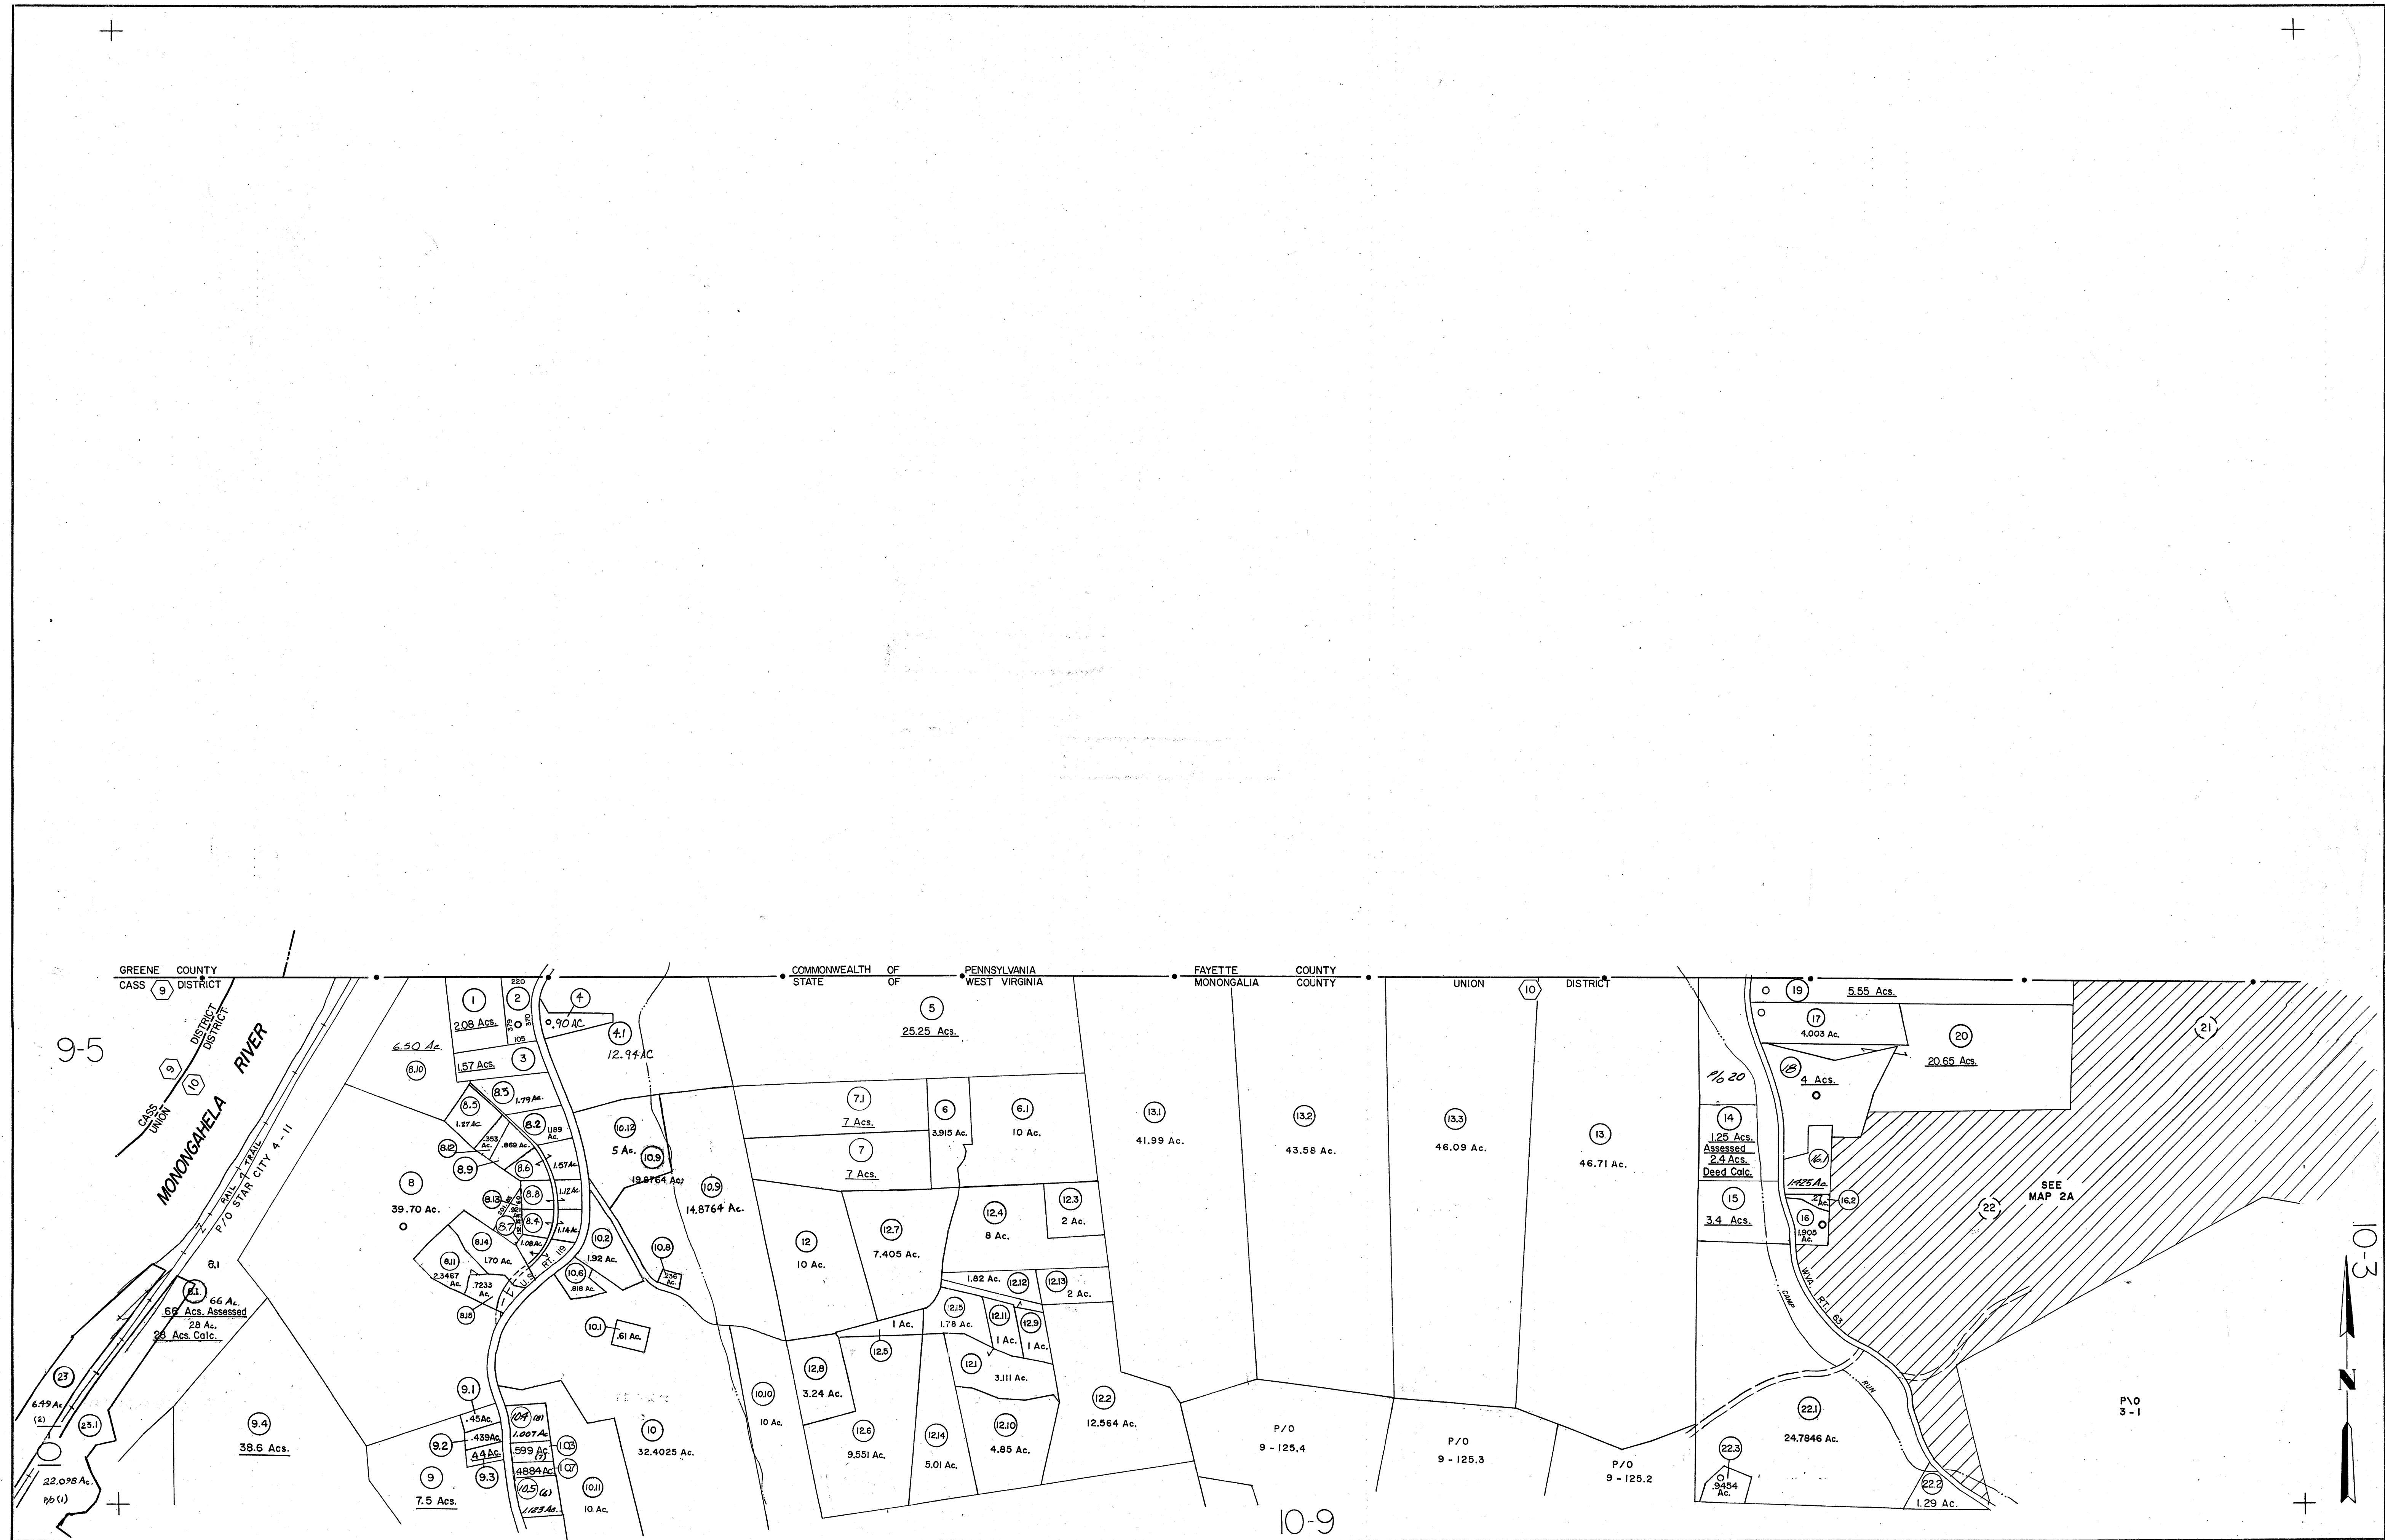 GREENE COUNTY
CASS 9 DISTRICT
COMMONWEALTH OF PENNSYLVANIA
STATE OF WEST VIRGINIA
FAYETTE COUNTY
MONONGALIA COUNTY
UNION 10 DISTRICT
9-5
CASS DISTRICT
UNION DISTRICT
9
10
MONONGAHELA RIVER
RAIL TRAIL
P/O STAR CITY 4-11
6.50 Ac.
8.10
1
2.08 Acs.
220
2
379
370
105
1.57 Acs.
3
4
.90 AC
4.1
12.94 AC
5
25.25 Acs.
8.3
1.79 Ac.
8.5
1.27 Ac.
8.2
1.189 Ac.
.353 Ac.
.869 Ac.
8.12
8.9
8.6
1.57 Ac.
8.8
1.12 Ac.
8.13
8.7
8.4
1.14 Ac.
1.08 Ac.
8
39.70 Ac.
8.14
1.70 Ac.
8.11
2.3467 Ac.
.7233 Ac.
8.15
U.S. RT. 119
10.12
5 Ac.
10.9
19.8764 Ac.
10.9
14.8764 Ac.
10.2
1.92 Ac.
10.6
.818 Ac.
10.8
.236 Ac.
10.1
.61 Ac.
7.1
7 Acs.
7
7 Acs.
6
3.915 Ac.
6.1
10 Ac.
13.1
41.99 Ac.
13.2
43.58 Ac.
13.3
46.09 Ac.
13
46.71 Ac.
12
10 Ac.
12.7
7.405 Ac.
12.4
8 Ac.
12.3
2 Ac.
1.82 Ac.
12.12
12.13
2 Ac.
12.15
1.78 Ac.
12.11
1 Ac.
12.9
1 Ac.
1 Ac.
12.5
12.1
3.111 Ac.
12.8
3.24 Ac.
12.6
9.551 Ac.
12.14
5.01 Ac.
12.10
4.85 Ac.
12.2
12.564 Ac.
10.10
10 Ac.
10
32.4025 Ac.
10.11
10. Ac.
9.1
.45 Ac.
9.2
.439 Ac.
.44 Ac.
9.3
9
7.5 Acs.
10.4 (8)
1.007 Ac
.599 Ac.
(7)
10.3
.4884 Ac.
10.7
10.5 (6)
1.123 Ac.
9.4
38.6 Acs.
8.1
66 Ac.
66 Acs. Assessed
28 Ac.
28 Acs. Calc.
23
6.49 Ac
(2)
23.1
22.098 Ac.
P/o (1)
P/O
9 - 125.4
P/O
9 - 125.3
P/O
9 - 125.2
19
5.55 Acs.
17
4.003 Ac.
20
20.65 Acs.
P/o 20
18
4 Acs.
14
1.25 Acs.
Assessed
2.4 Acs.
Deed Calc.
15
3.4 Acs.
16.1
1.425 Ac.
.27 Ac.
16.2
16
1.905 Ac.
W.VA. RT. 63
CAMP RUN
21
22
SEE
MAP 2A
22.1
24.7846 Ac.
22.3
.9454 Ac.
22.2
1.29 Ac.
P\O
3 - 1
10-3
N
10-9